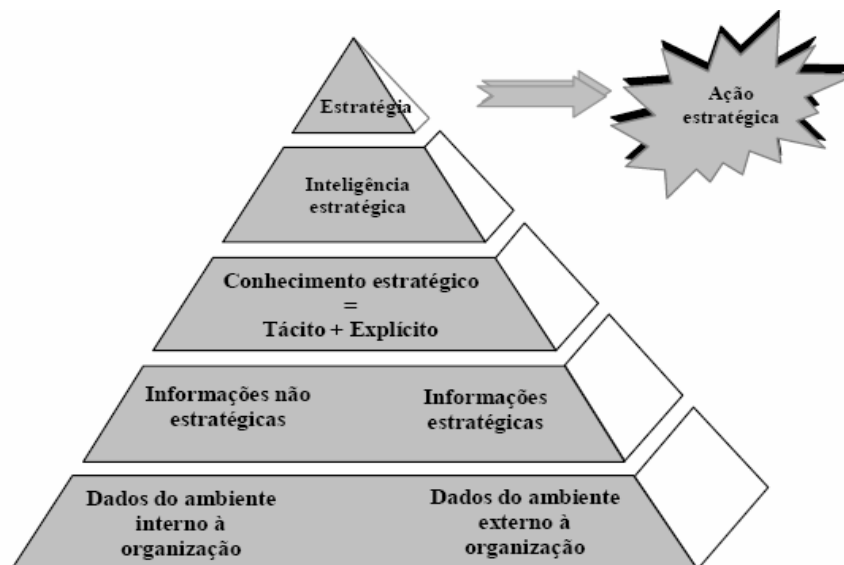 Estratégia
Ação
estratégica
Inteligência
estratégica
Conhecimento estratégico
=
Tácito + Explícito
Informações não
estratégicas
Informações
estratégicas
Dados do ambiente
interno à
organização
Dados do ambiente
externo à
organização